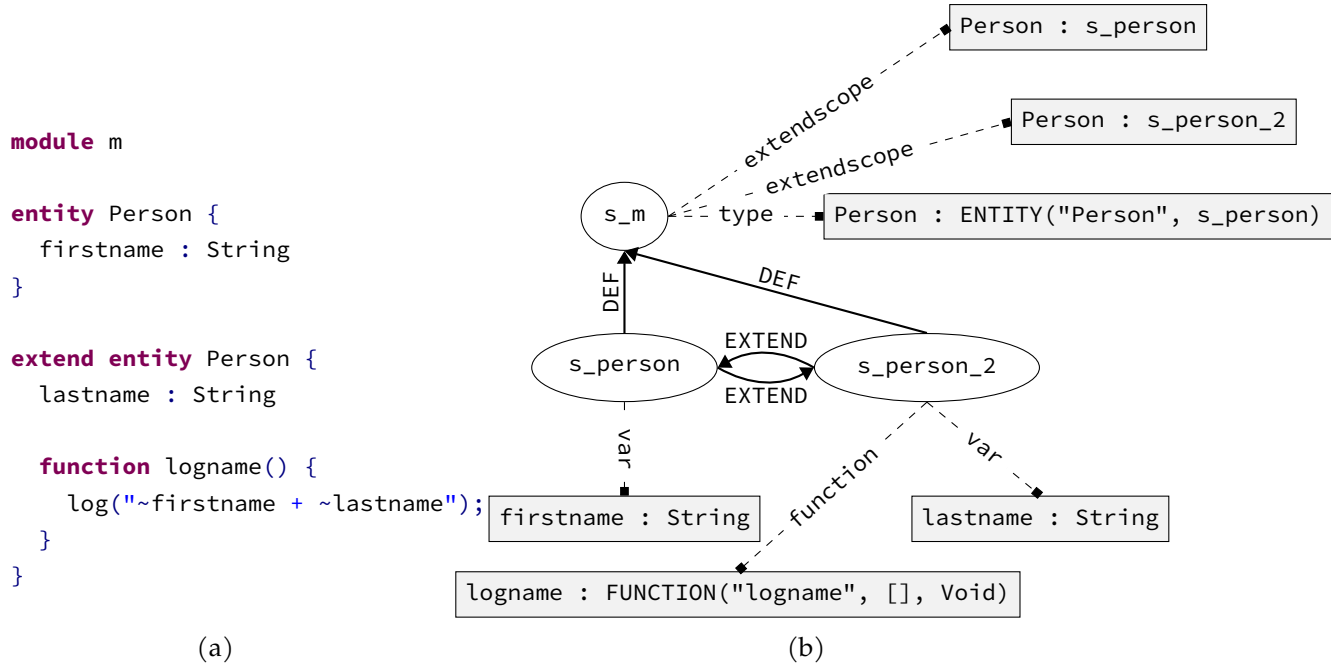 module m
entity Person {
firstname : String
}
extend entity Person {
lastname : String
function logname() {
log("~firstname + ~lastname");
}
}
(a)
Person : s_person
extendscope
Person : s_person_2
extendscope
s_m
type
Person : ENTITY("Person", s_person)
DEF
DEF
s_person
EXTEND
EXTEND
s_person_2
var
function
var
firstname : String
lastname : String
logname : FUNCTION("logname", [], Void)
(b)